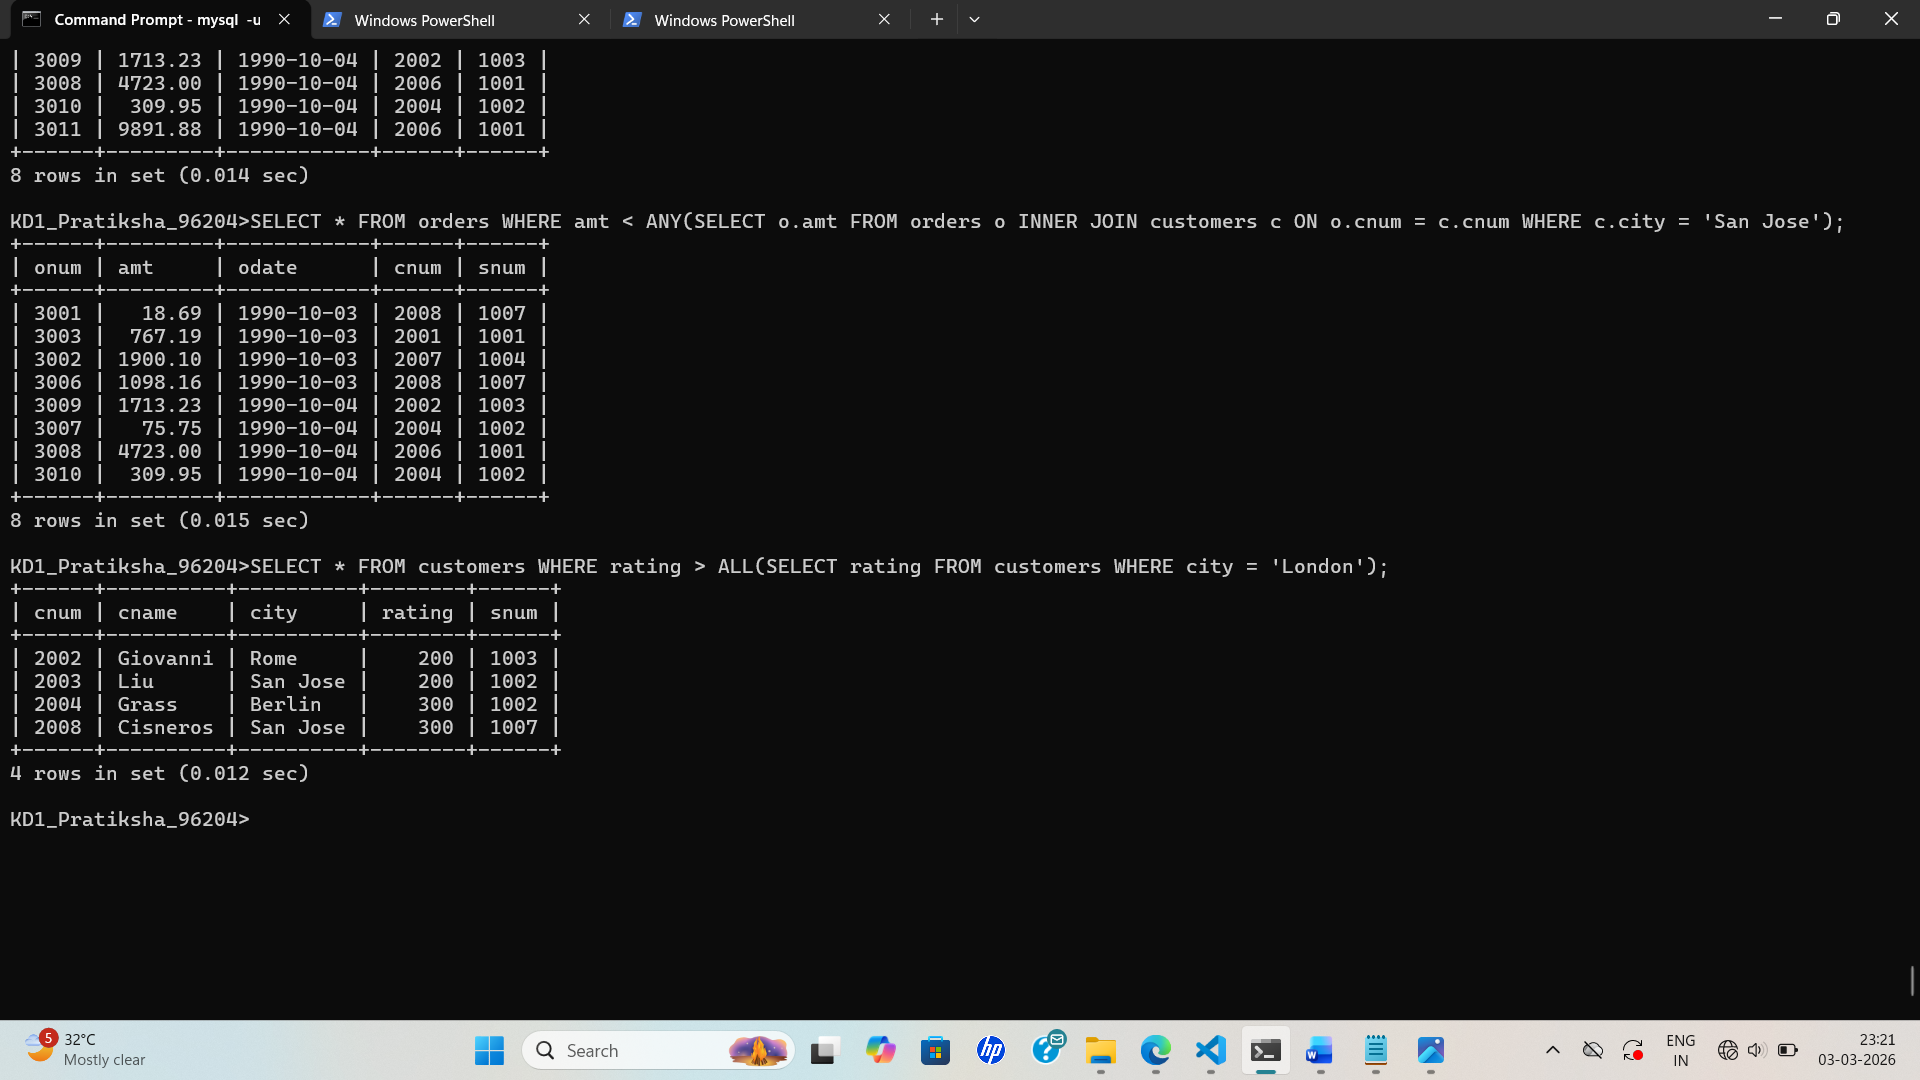 Command Prompt - mysql -u
Windows PowerShell
Windows PowerShell
| 3009 | 1713.23 | 1990-10-04 | 2002 | 1003 |
| 3008 | 4723.00 | 1990-10-04 | 2006 | 1001 |
| 3010 |  309.95 | 1990-10-04 | 2004 | 1002 |
| 3011 | 9891.88 | 1990-10-04 | 2006 | 1001 |
+------+---------+------------+------+------+
8 rows in set (0.014 sec)
KD1_Pratiksha_96204>SELECT * FROM orders WHERE amt < ANY(SELECT o.amt FROM orders o INNER JOIN customers c ON o.cnum = c.cnum WHERE c.city = 'San Jose');
+------+---------+------------+------+------+
| onum | amt     | odate      | cnum | snum |
+------+---------+------------+------+------+
| 3001 |   18.69 | 1990-10-03 | 2008 | 1007 |
| 3003 |  767.19 | 1990-10-03 | 2001 | 1001 |
| 3002 | 1900.10 | 1990-10-03 | 2007 | 1004 |
| 3006 | 1098.16 | 1990-10-03 | 2008 | 1007 |
| 3009 | 1713.23 | 1990-10-04 | 2002 | 1003 |
| 3007 |   75.75 | 1990-10-04 | 2004 | 1002 |
| 3008 | 4723.00 | 1990-10-04 | 2006 | 1001 |
| 3010 |  309.95 | 1990-10-04 | 2004 | 1002 |
+------+---------+------------+------+------+
8 rows in set (0.015 sec)
KD1_Pratiksha_96204>SELECT * FROM customers WHERE rating > ALL(SELECT rating FROM customers WHERE city = 'London');
+------+----------+----------+--------+------+
| cnum | cname    | city     | rating | snum |
+------+----------+----------+--------+------+
| 2002 | Giovanni | Rome     |    200 | 1003 |
| 2003 | Liu      | San Jose |    200 | 1002 |
| 2004 | Grass    | Berlin   |    300 | 1002 |
| 2008 | Cisneros | San Jose |    300 | 1007 |
+------+----------+----------+--------+------+
4 rows in set (0.012 sec)
KD1_Pratiksha_96204>
5
32°C
Mostly clear
Search
hp
W
ENG
IN
23:21
03-03-2026